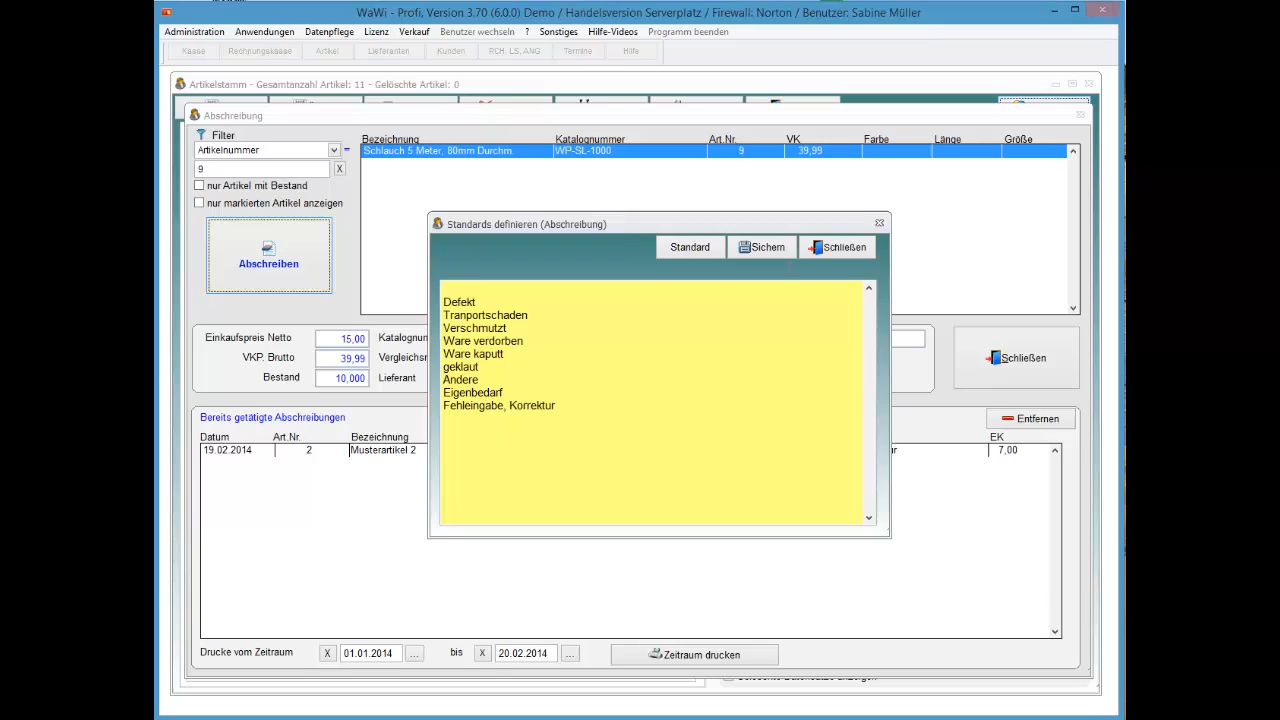 WaWi - Profi, Version 3.70 (6.0.0) Demo / Handelsversion Serverplatz / Firewall: Norton / Benutzer: Sabine Müller
Administration Anwendungen Datenpflege Lizenz Verkauf Benutzer wechseln ? Sonstiges Hilfe-Videos Programm beenden
Kasse Rechnungskasse Artikel Lieferanten Kunden RCH, LS, ANG Termine Hilfe
Artikelstamm - Gesamtanzahl Artikel: 11 - Gelöschte Artikel: 0
Abschreibung
Filter
Artikelnummer =
9 X
nur Artikel mit Bestand
nur markierten Artikel anzeigen
Abschreiben
Bezeichnung Katalognummer Art.Nr. VK Farbe Länge Größe
Schlauch 5 Meter, 80mm Durchm. WP-SL-1000 9 39,99
Standards definieren (Abschreibung)
Standard Sichern Schließen
Defekt
Tranportschaden
Verschmutzt
Ware verdorben
Ware kaputt
geklaut
Andere
Eigenbedarf
Fehleingabe, Korrektur
Einkaufspreis Netto 15,00
VKP. Brutto 39,99
Bestand 10,000 Lieferant
Schließen
Bereits getätigte Abschreibungen
Entfernen
Datum Art.Nr. Bezeichnung EK
19.02.2014 2 Musterartikel 2 7,00
Drucke vom Zeitraum X 01.01.2014 ... bis X 20.02.2014 ... Zeitraum drucken